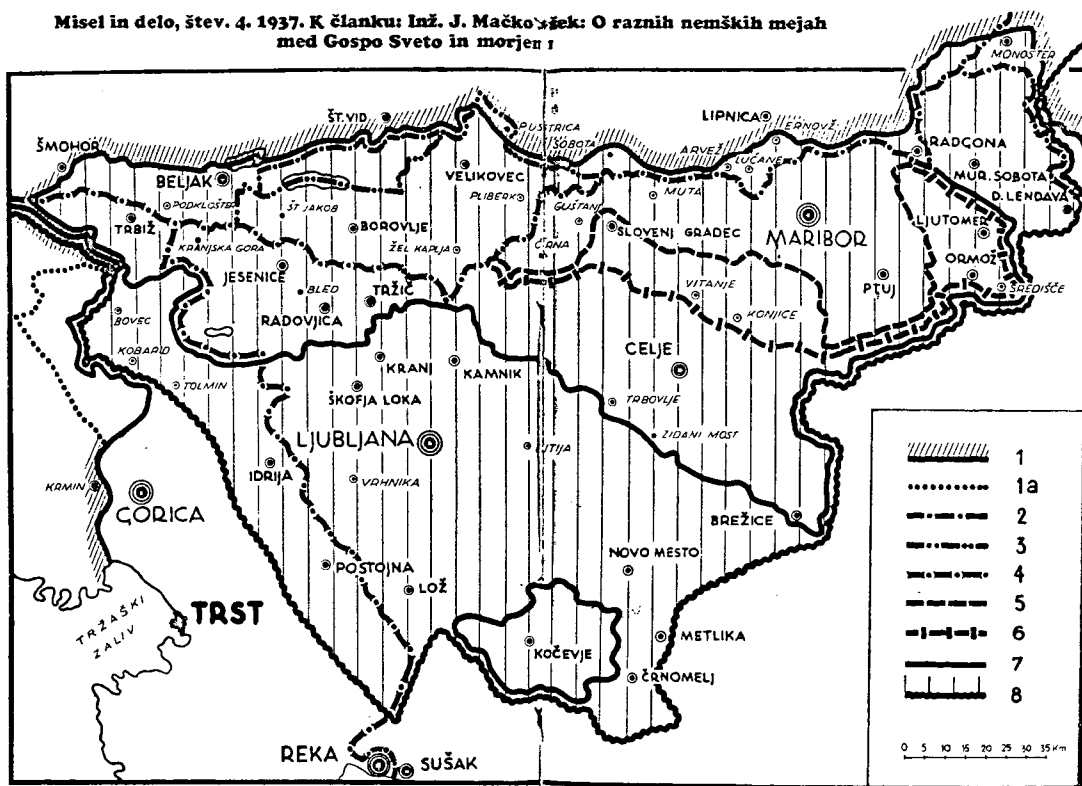 Misel in delo, štev. 4. 1937. K članku: Inž. J. Mačkovšek: O raznih nemških mejah
med Gospo Sveto in morjem
MONOŠTER
ŠT. VID
LIPNICA
PUSTRICA
SOBOTA
ERNOVŽ
ARVEŽ
LUČANE
ŠMOHOR
BELJAK
VELIKOVEC
RADGONA
MUR. SOBOTA
D. LENDAVA
PODKLOŠTER
ŠT JAKOB
PLIBERK
GUŠTANJ
MUTA
TRBIŽ
BOROVLJE
SLOVENJ GRADEC
MARIBOR
LJUTOMER
KRANJSKA GORA
ŽEL KAPLJA
ČRNA
ORMOŽ
JESENICE
BLED
TRŽIČ
VITANJE
PTUJ
SREDIŠČE
RADOVJICA
KONJICE
BOVEC
KOBARID
KRANJ
KAMNIK
CELJE
TOLMIN
ŠKOFJA LOKA
TRBOVLJE
LJUBLJANA
ZIDANI MOST
LITIJA
IDRIJA
VRHNIKA
KRMIN
GORICA
BREŽICE
NOVO MESTO
POSTOJNA
LOŽ
TRST
TRŽAŠKI
ZALIV
KOČEVJE
METLIKA
ČRNOMELJ
REKA
SUŠAK
1
1a
2
3
4
5
6
7
8
0 5 10 15 20 25 30 35 Km